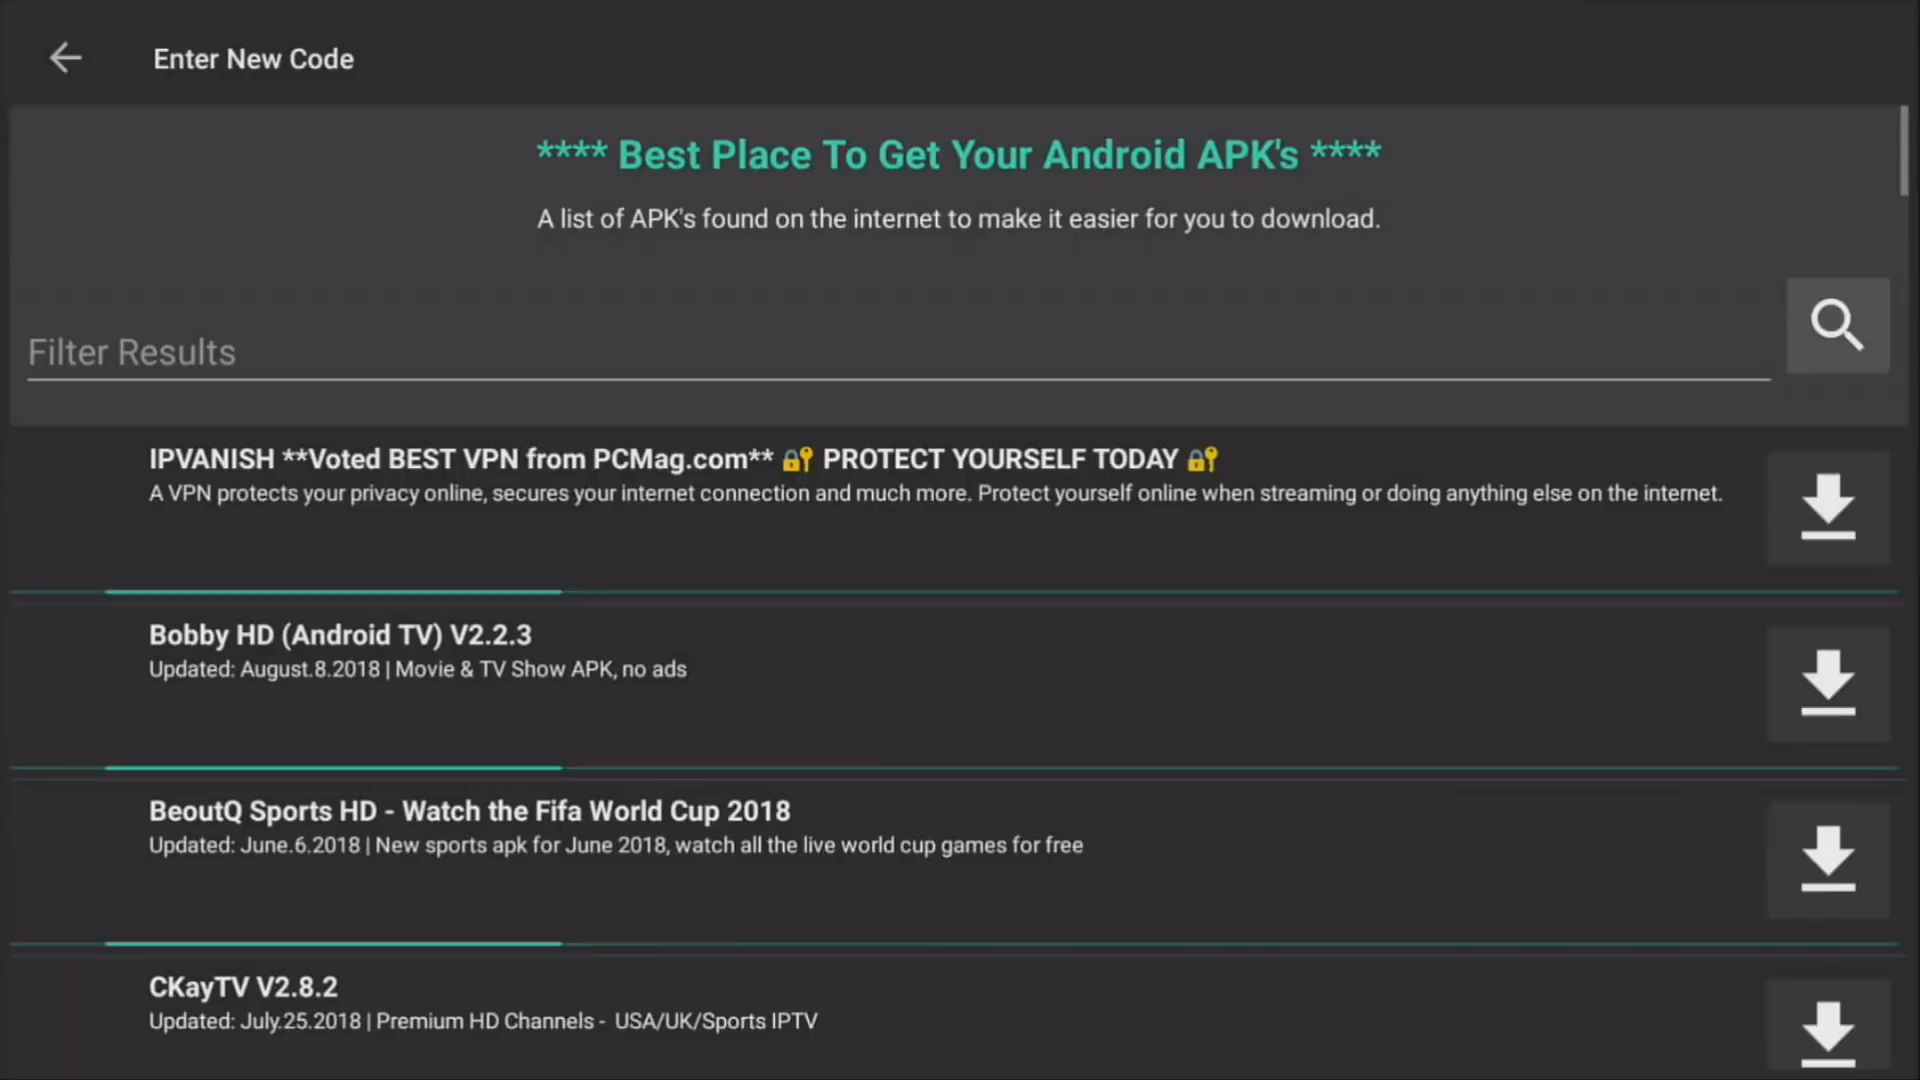 Enter New Code
**** Best Place To Get Your Android APK's ****
A list of APK's found on the internet to make it easier for you to download.
Filter Results
IPVANISH **Voted BEST VPN from PCMag.com** 🔐 PROTECT YOURSELF TODAY 🔐
A VPN protects your privacy online, secures your internet connection and much more. Protect yourself online when streaming or doing anything else on the internet.
Bobby HD (Android TV) V2.2.3
Updated: August.8.2018 | Movie & TV Show APK, no ads
BeoutQ Sports HD - Watch the Fifa World Cup 2018
Updated: June.6.2018 | New sports apk for June 2018, watch all the live world cup games for free
CKayTV V2.8.2
Updated: July.25.2018 | Premium HD Channels -  USA/UK/Sports IPTV